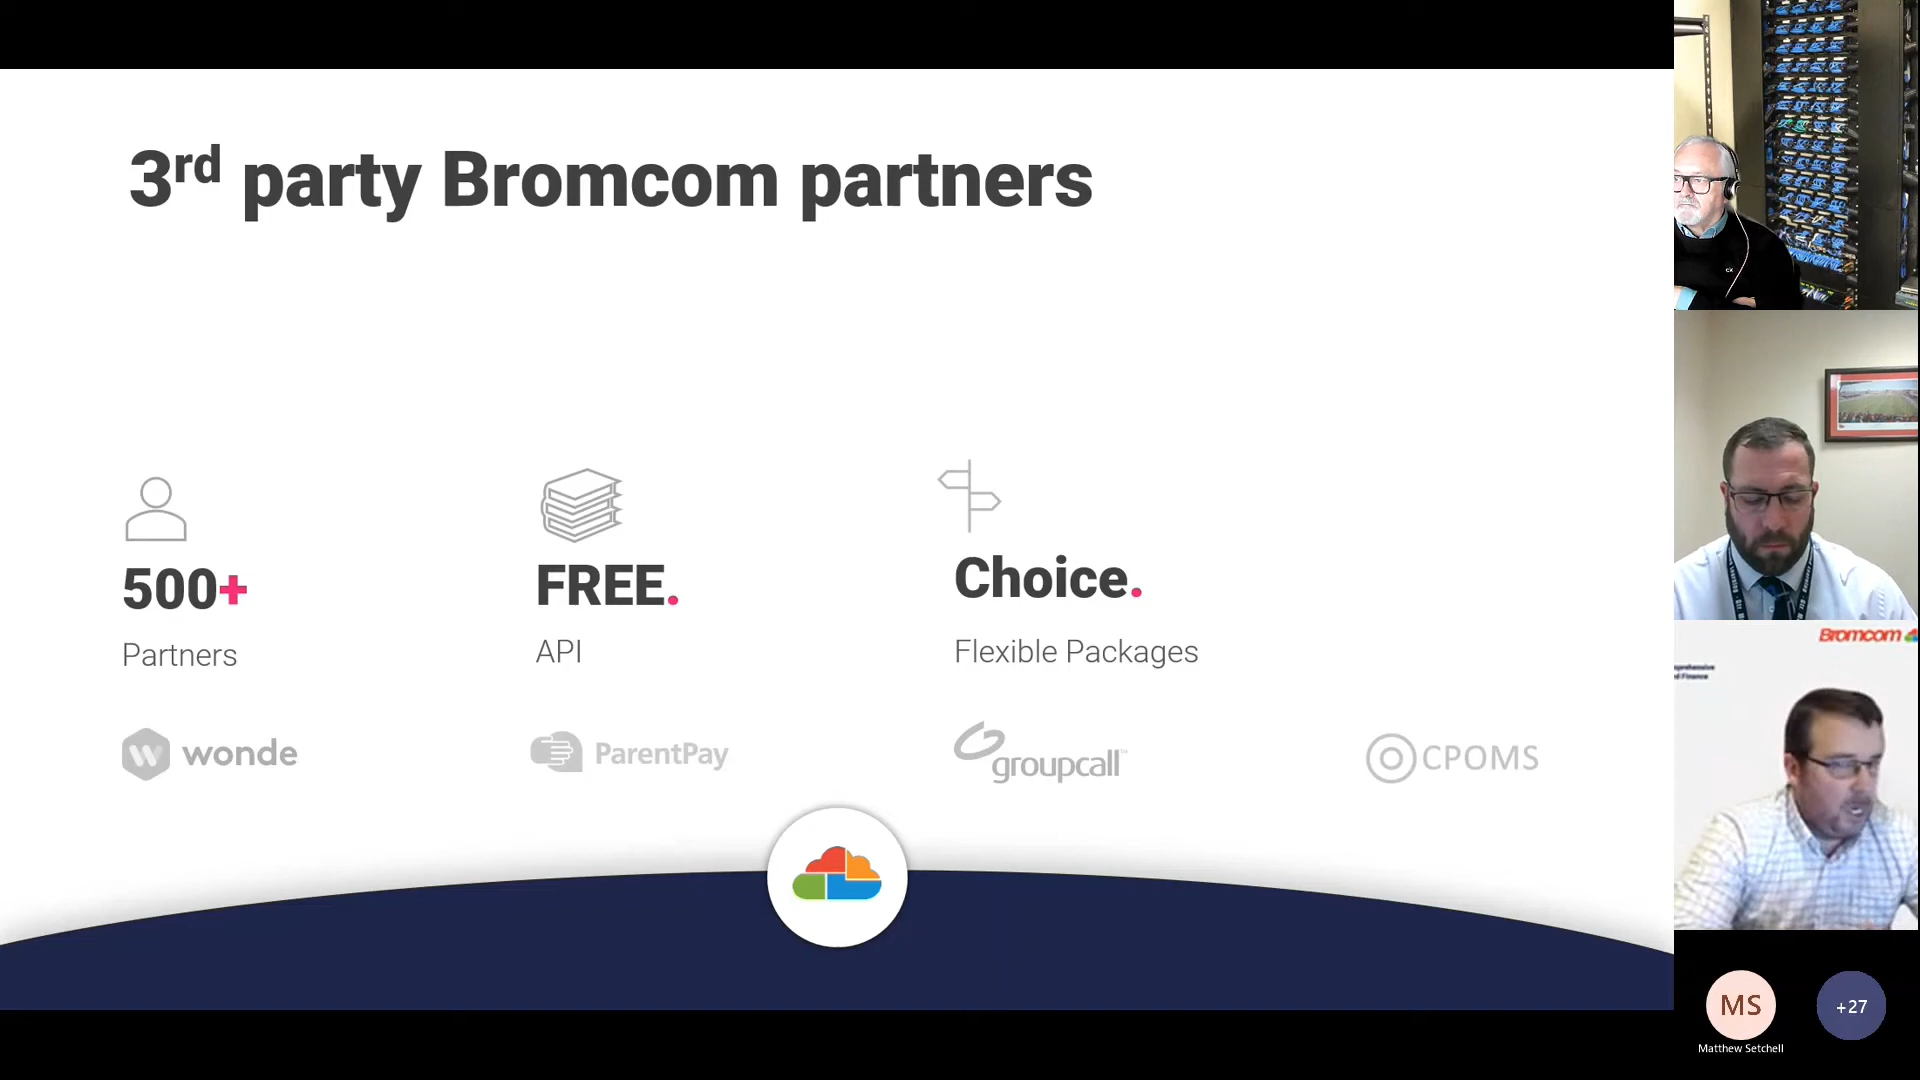 3rd party Bromcom partners
500+
Partners
FREE.
API
Choice.
Flexible Packages
wonde
ParentPay
groupcall
CPOMS
Bromcom
d Finance
MS
Matthew Setchell
+27